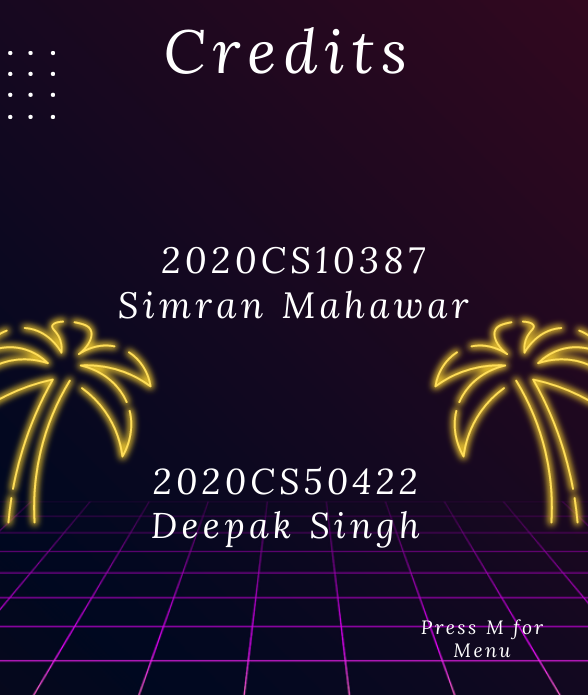 Credits
2020CS10387
Simran Mahawar
2020CS50422
Deepak Singh
Press M for
Menu